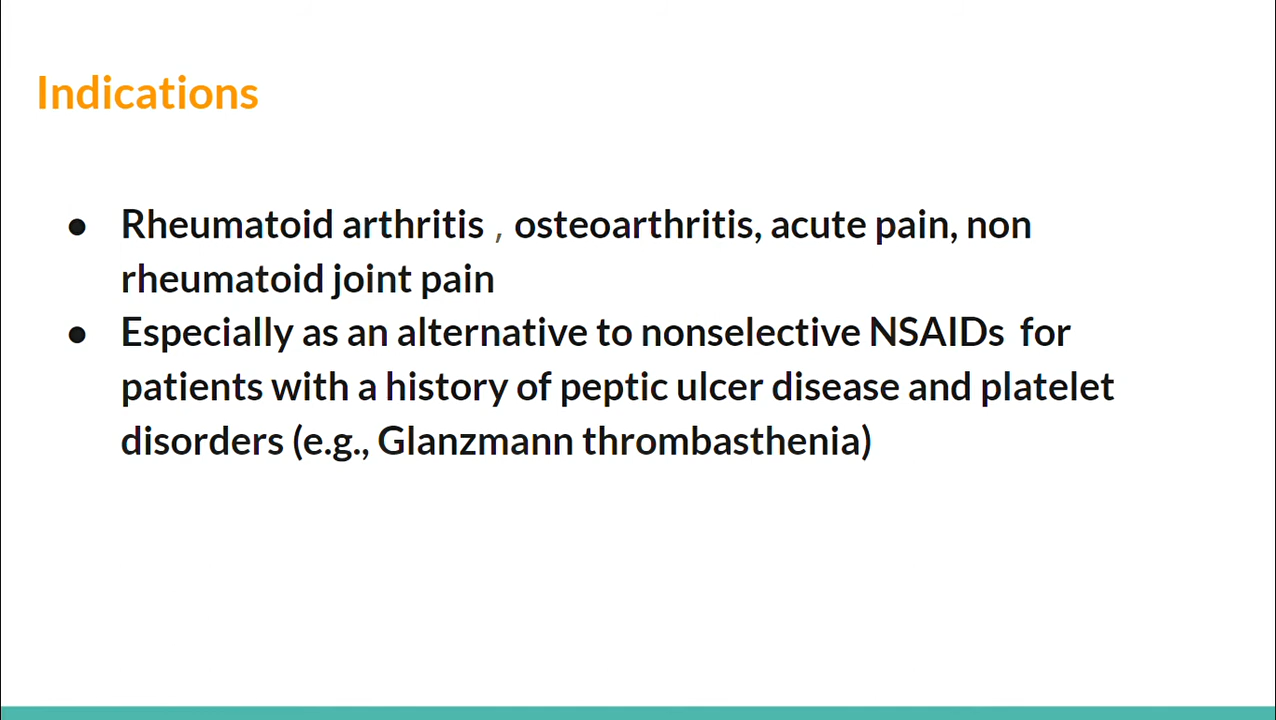 Indications
● Rheumatoid arthritis , osteoarthritis, acute pain, non
rheumatoid joint pain
● Especially as an alternative to nonselective NSAIDs  for
patients with a history of peptic ulcer disease and platelet
disorders (e.g., Glanzmann thrombasthenia)